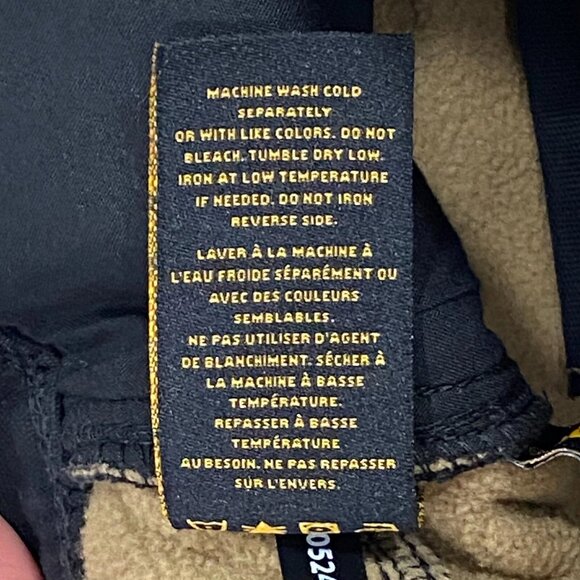 MACHINE WASH COLD
SEPARATELY
OR WITH LIKE COLORS. DO NOT
BLEACH. TUMBLE DRY LOW.
IRON AT LOW TEMPERATURE
IF NEEDED. DO NOT IRON
REVERSE SIDE.
LAVER À LA MACHINE À
L'EAU FROIDE SÉPARÉMENT OU
AVEC DES COULEURS
SEMBLABLES.
NE PAS UTILISER D'AGENT
DE BLANCHIMENT. SÉCHER À
LA MACHINE À BASSE
TEMPÉRATURE.
REPASSER À BASSE
TEMPÉRATURE
AU BESOIN. NE PAS REPASSER
SUR L'ENVERS.